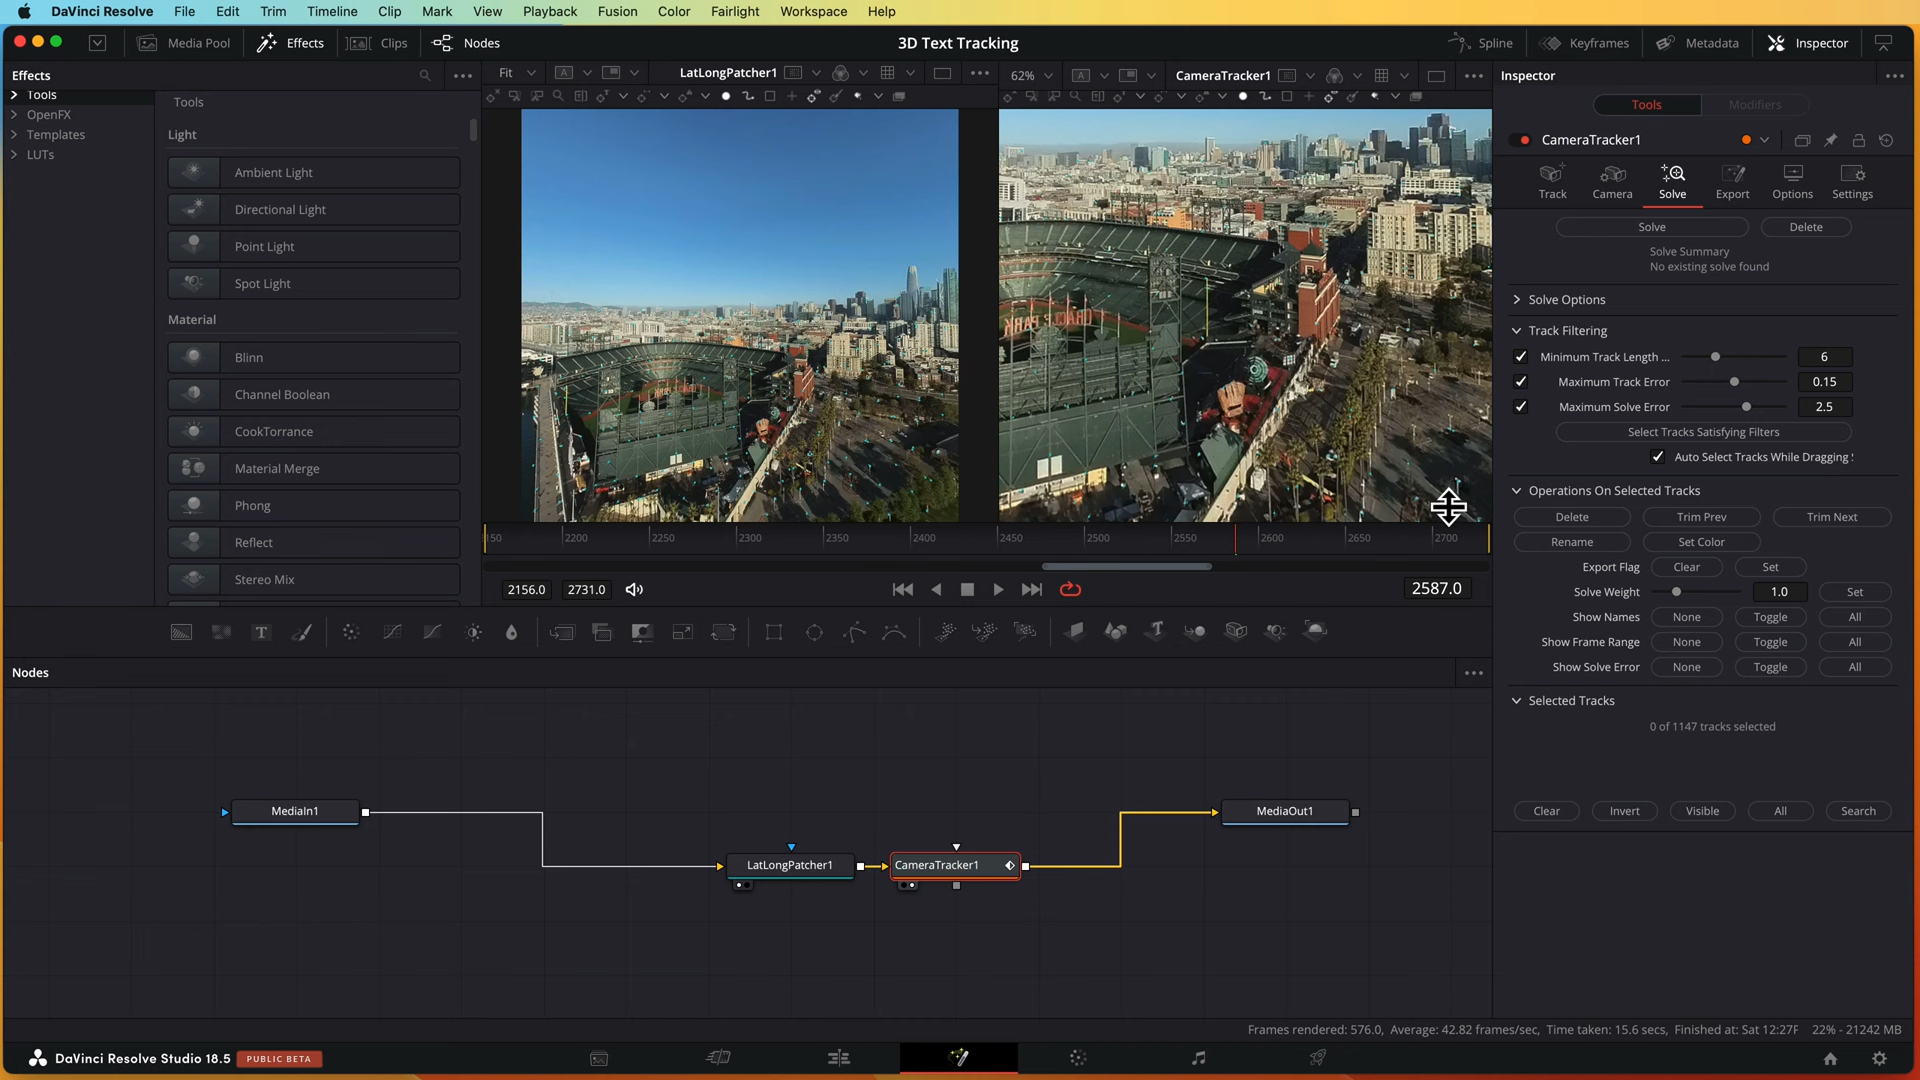 DaVinci Resolve File Edit Trim Timeline Clip Mark View Playback Fusion Color Fairlight Workspace Help
Media Pool Effects Clips Nodes 3D Text Tracking Spline Keyframes Metadata Inspector
Effects Fit LatLongPatcher1 62% CameraTracker1 Inspector
Tools
OpenFX
Templates
LUTs
Tools
Light
Ambient Light
Directional Light
Point Light
Spot Light
Material
Blinn
Channel Boolean
CookTorrance
Material Merge
Phong
Reflect
Stereo Mix
ORACLE PARK
150 2200 2250 2300 2350 2400 2450 2500 2550 2600 2650 2700
2156.0 2731.0 2587.0
Tools Modifiers
CameraTracker1
Track Camera Solve Export Options Settings
Solve Delete
Solve Summary
No existing solve found
Solve Options
Track Filtering
Minimum Track Length ... 6
Maximum Track Error 0.15
Maximum Solve Error 2.5
Select Tracks Satisfying Filters
Auto Select Tracks While Dragging
Operations On Selected Tracks
Delete Trim Prev Trim Next
Rename Set Color
Export Flag Clear Set
Solve Weight 1.0 Set
Show Names None Toggle All
Show Frame Range None Toggle All
Show Solve Error None Toggle All
Selected Tracks
0 of 1147 tracks selected
Clear Invert Visible All Search
Nodes
MediaIn1 MediaOut1
LatLongPatcher1 CameraTracker1
Frames rendered: 576.0, Average: 42.82 frames/sec, Time taken: 15.6 secs, Finished at: Sat 12:27F 22% - 21242 MB
DaVinci Resolve Studio 18.5 PUBLIC BETA